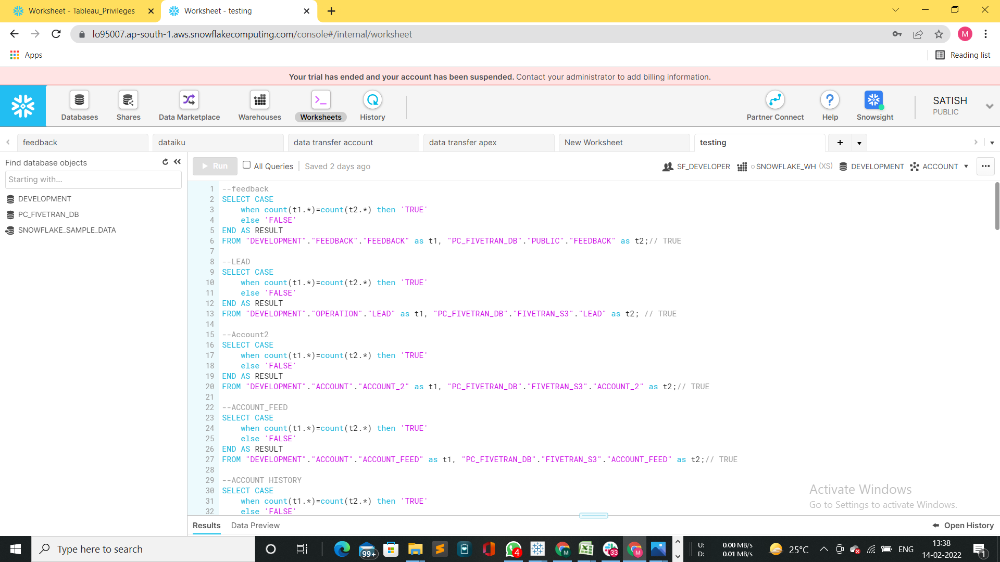 Worksheet - Tableau_Privileges
Worksheet - testing
lo95007.ap-south-1.aws.snowflakecomputing.com/console#/internal/worksheet
M
Apps
Reading list
Your trial has ended and your account has been suspended. Contact your administrator to add billing information.
Databases
Shares
Data Marketplace
Warehouses
Worksheets
History
Partner Connect
Help
Snowsight
SATISH
PUBLIC
feedback
dataiku
data transfer account
data transfer apex
New Worksheet
testing
Find database objects
Starting with...
DEVELOPMENT
PC_FIVETRAN_DB
SNOWFLAKE_SAMPLE_DATA
Run
All Queries
Saved 2 days ago
SF_DEVELOPER
SNOWFLAKE_WH (XS)
DEVELOPMENT
ACCOUNT
1 --feedback
2 SELECT CASE
3 when count(t1.*)=count(t2.*) then 'TRUE'
4 else 'FALSE'
5 END AS RESULT
6 FROM "DEVELOPMENT"."FEEDBACK"."FEEDBACK" as t1, "PC_FIVETRAN_DB"."PUBLIC"."FEEDBACK" as t2;// TRUE
7
8 --LEAD
9 SELECT CASE
10 when count(t1.*)=count(t2.*) then 'TRUE'
11 else 'FALSE'
12 END AS RESULT
13 FROM "DEVELOPMENT"."OPERATION"."LEAD" as t1, "PC_FIVETRAN_DB"."FIVETRAN_S3"."LEAD" as t2; // TRUE
14
15 --Account2
16 SELECT CASE
17 when count(t1.*)=count(t2.*) then 'TRUE'
18 else 'FALSE'
19 END AS RESULT
20 FROM "DEVELOPMENT"."ACCOUNT"."ACCOUNT_2" as t1, "PC_FIVETRAN_DB"."FIVETRAN_S3"."ACCOUNT_2" as t2;// TRUE
21
22 --ACCOUNT_FEED
23 SELECT CASE
24 when count(t1.*)=count(t2.*) then 'TRUE'
25 else 'FALSE'
26 END AS RESULT
27 FROM "DEVELOPMENT"."ACCOUNT"."ACCOUNT_FEED" as t1, "PC_FIVETRAN_DB"."FIVETRAN_S3"."ACCOUNT_FEED" as t2;// TRUE
28
29 --ACCOUNT HISTORY
30 SELECT CASE
31 when count(t1.*)=count(t2.*) then 'TRUE'
32 else 'FALSE'
Activate Windows
Go to Settings to activate Windows.
Results
Data Preview
Open History
Type here to search
99+
4
33
U: 0.00 MB/s
D: 0.01 MB/s
25°C
ENG
13:38
14-02-2022
1